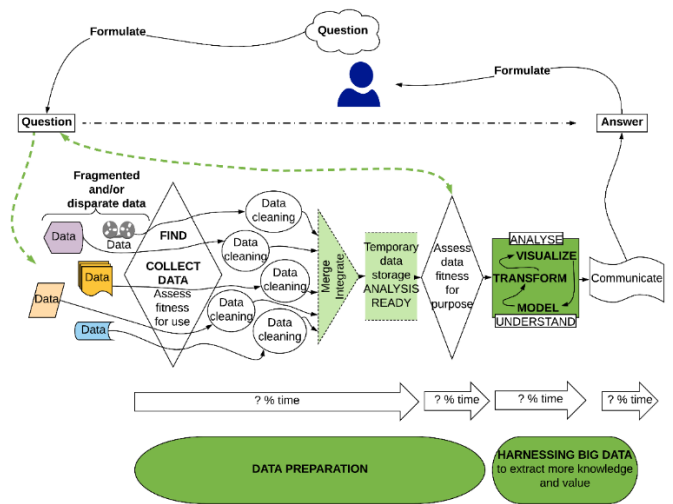 Question
Formulate
Formulate
Question
Answer
Fragmented
and/or
disparate data
Data
Data
Data
Data
Data
FIND
COLLECT
DATA
Assess
fitness
for use
Data
cleaning
Data
cleaning
Data
cleaning
Data
cleaning
Data
cleaning
Merge
Integrate
Temporary
data
storage
ANALYSIS
READY
Assess
data
fitness
for
purpose
ANALYSE
VISUALIZE
TRANSFORM
MODEL
UNDERSTAND
Communicate
? % time
? % time
? % time
? % time
DATA PREPARATION
HARNESSING BIG DATA
to extract more knowledge
and value